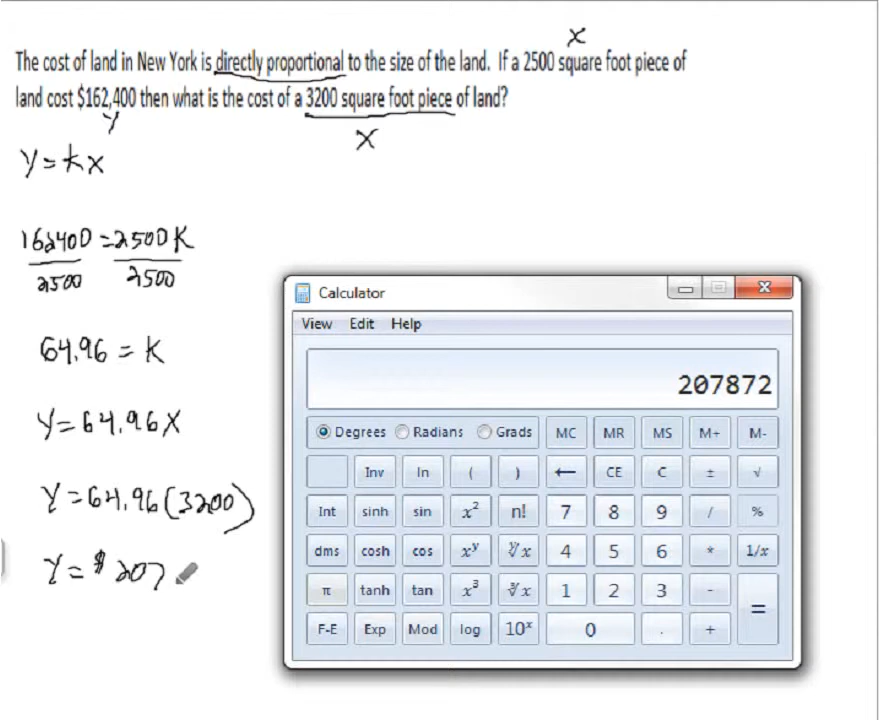 X
The cost of land in New York is directly proportional to the size of the land. If a 2500 square foot piece of
land cost $162,400 then what is the cost of a 3200 square foot piece of land?
Y
X
Y = kx
162400 = 2500K
2500 2500
64.96 = K
Y = 64.96X
Y = 64.96(3200)
Y = $207
Calculator
View Edit Help
207872
Degrees Radians Grads MC MR MS M+ M-
Inv ln ( ) ← CE C ± √
Int sinh sin x² n! 7 8 9 / %
dms cosh cos xʸ ʸ√x 4 5 6 * 1/x
π tanh tan x³ ³√x 1 2 3 - =
F-E Exp Mod log 10ˣ 0 . +